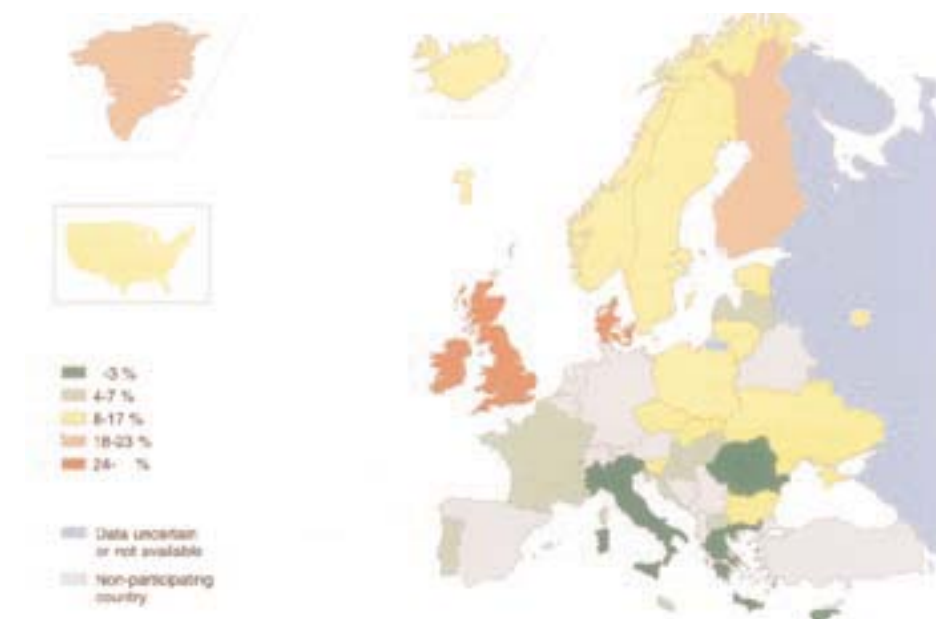 -3 %
4-7 %
8-17 %
18-23 %
24- %
Data uncertain
or not available
Non-participating
country